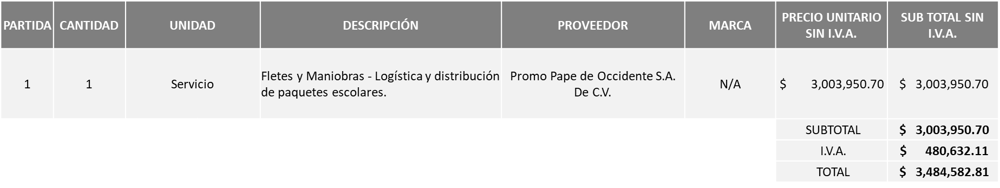 PARTIDA CANTIDAD UNIDAD DESCRIPCIÓN PROVEEDOR MARCA PRECIO UNITARIO SIN I.V.A. SUB TOTAL SIN I.V.A.
1 1 Servicio Fletes y Maniobras - Logística y distribución de paquetes escolares. Promo Pape de Occidente S.A. De C.V. N/A $ 3,003,950.70 $ 3,003,950.70
SUBTOTAL $ 3,003,950.70
I.V.A. $ 480,632.11
TOTAL $ 3,484,582.81